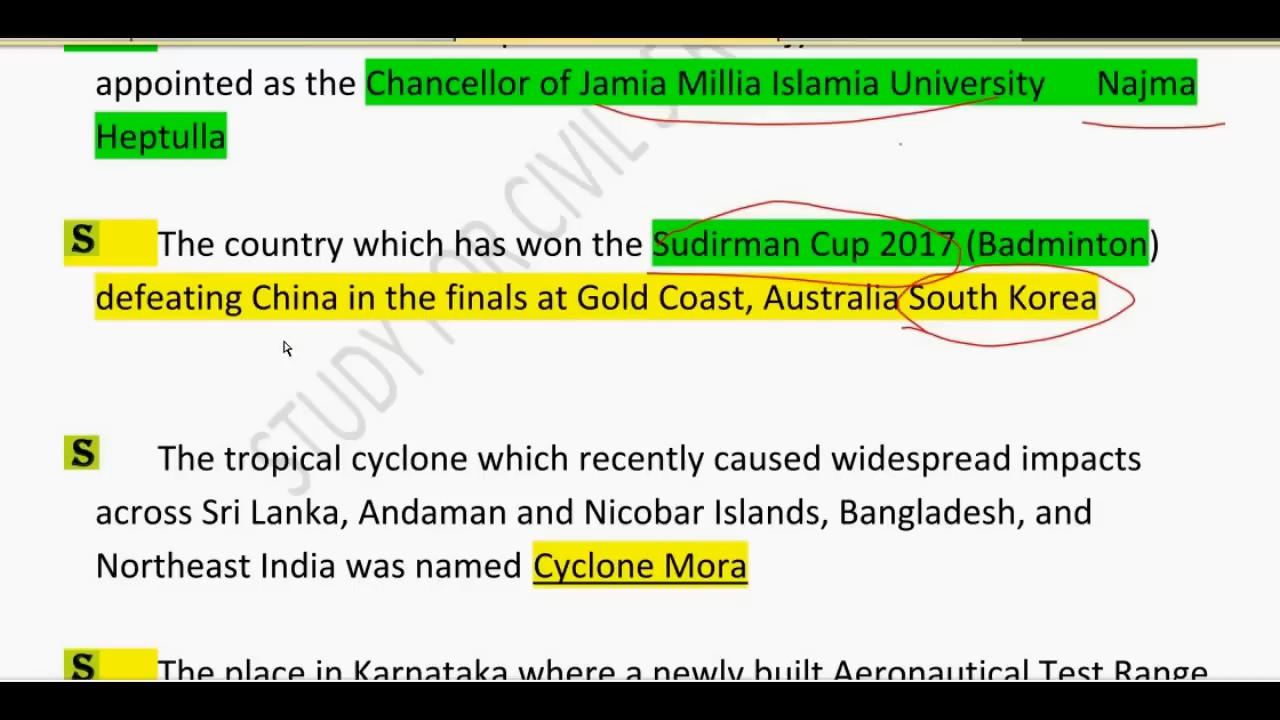 appointed as the Chancellor of Jamia Millia Islamia University Najma
Heptulla
S The country which has won the Sudirman Cup 2017 (Badminton)
defeating China in the finals at Gold Coast, Australia South Korea
S The tropical cyclone which recently caused widespread impacts
across Sri Lanka, Andaman and Nicobar Islands, Bangladesh, and
Northeast India was named Cyclone Mora
S The place in Karnataka where a newly built Aeronautical Test Range
STUDY FOR CIVIL